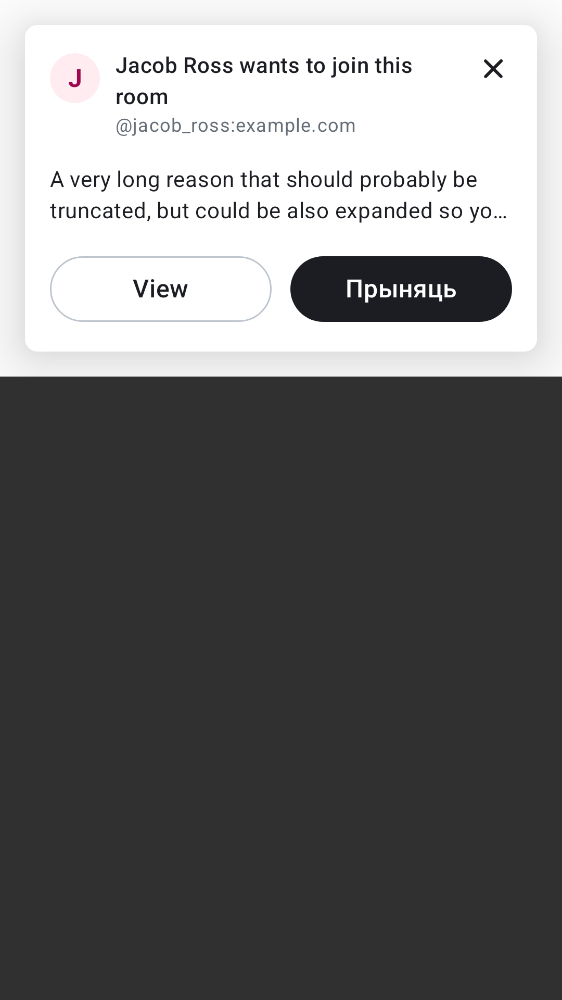 J
Jacob Ross wants to join this
room
@jacob_ross:example.com
A very long reason that should probably be
truncated, but could be also expanded so yo…
View
Прыняць